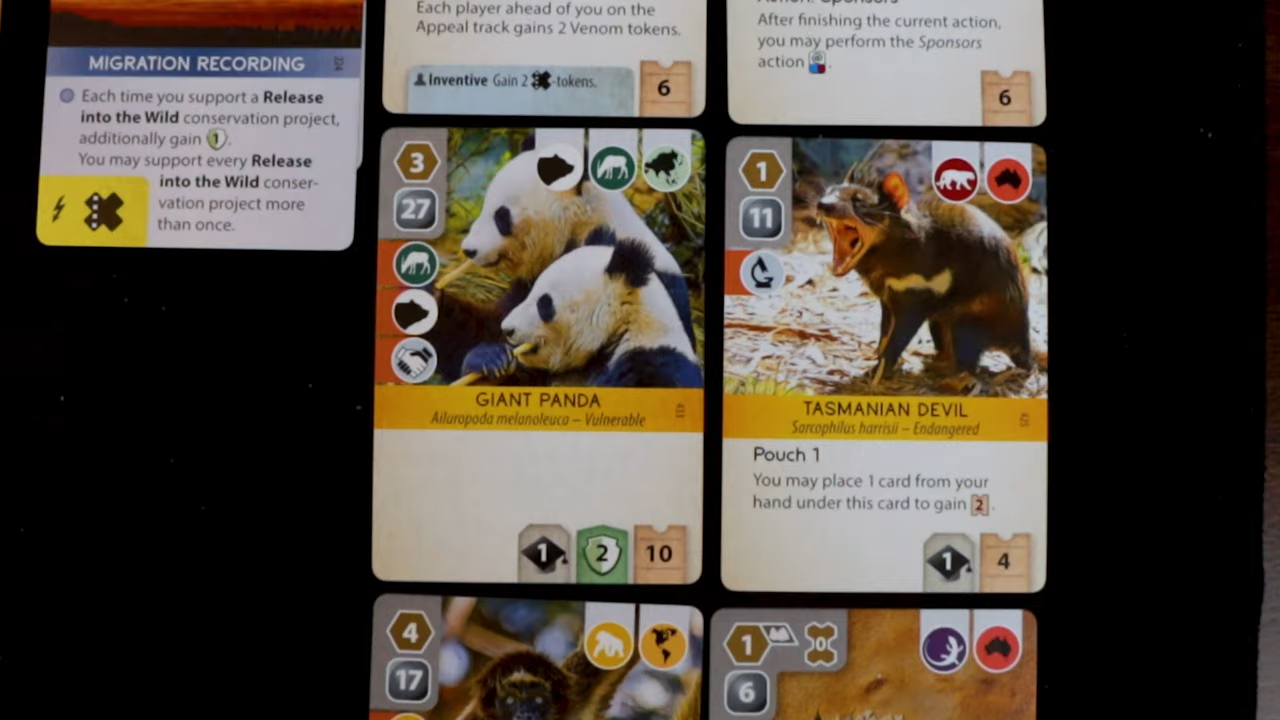 MIGRATION RECORDING
224
Each time you support a Release
into the Wild conservation project,
additionally gain 1.
You may support every Release
into the Wild conser-
vation project more
than once.
Each player ahead of you on the
Appeal track gains 2 Venom tokens.
Inventive Gain 2 -tokens.
6
After finishing the current action,
you may perform the Sponsors
action .
6
3
27
GIANT PANDA
Ailuropoda melanoleuca – Vulnerable
433
1
2
10
1
11
TASMANIAN DEVIL
Sarcophilus harrisii – Endangered
425
Pouch 1
You may place 1 card from your
hand under this card to gain 2.
1
4
4
17
1
0
6